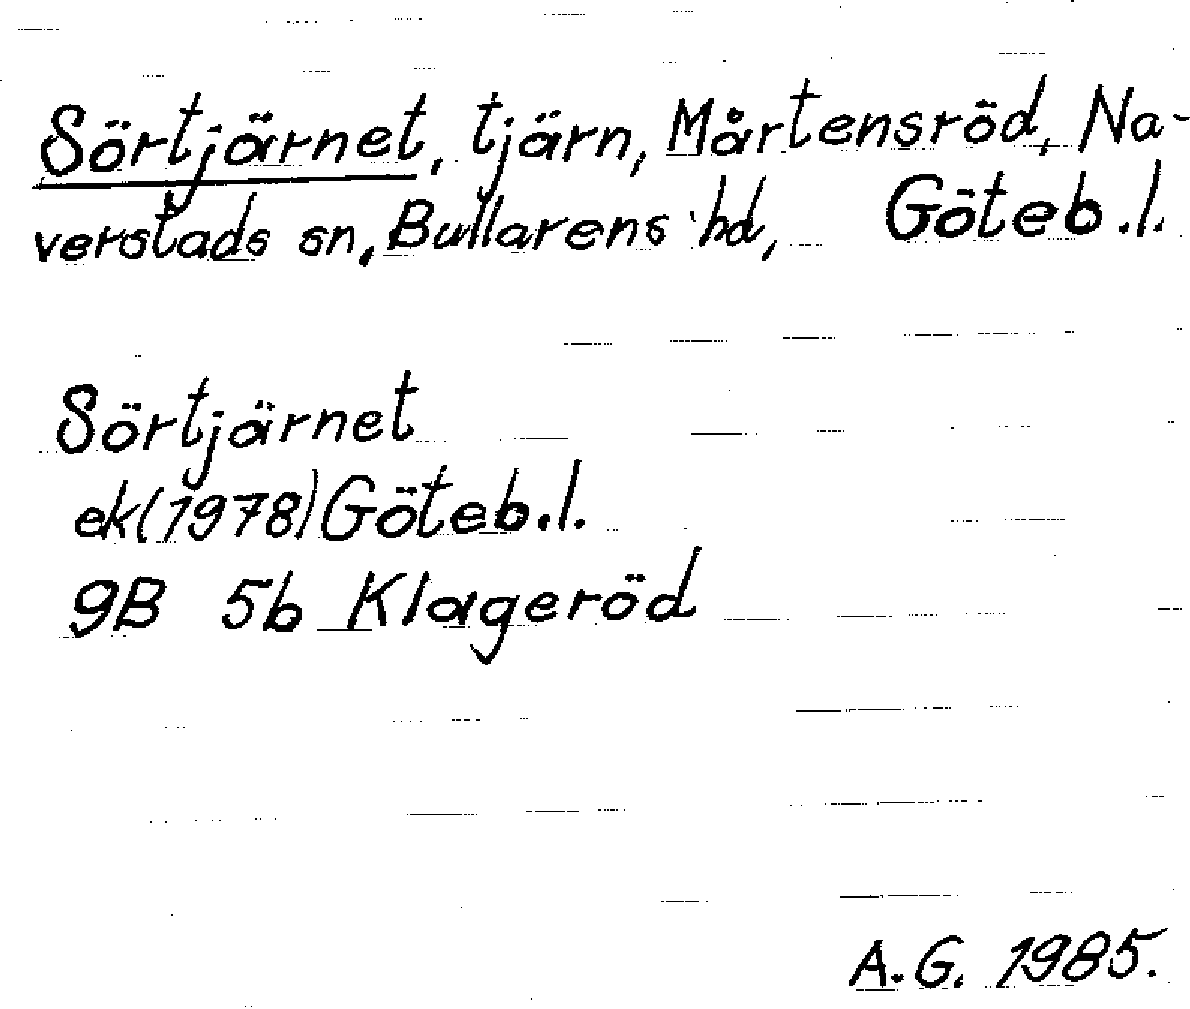 Sörtjärnet, tjärn, Mårtensröd, Na-
verstads sn, Bullarens hd, Göteb.l.
Sörtjärnet
ek(1978)Göteb.l.
9B 5b Klageröd
A.G. 1985.